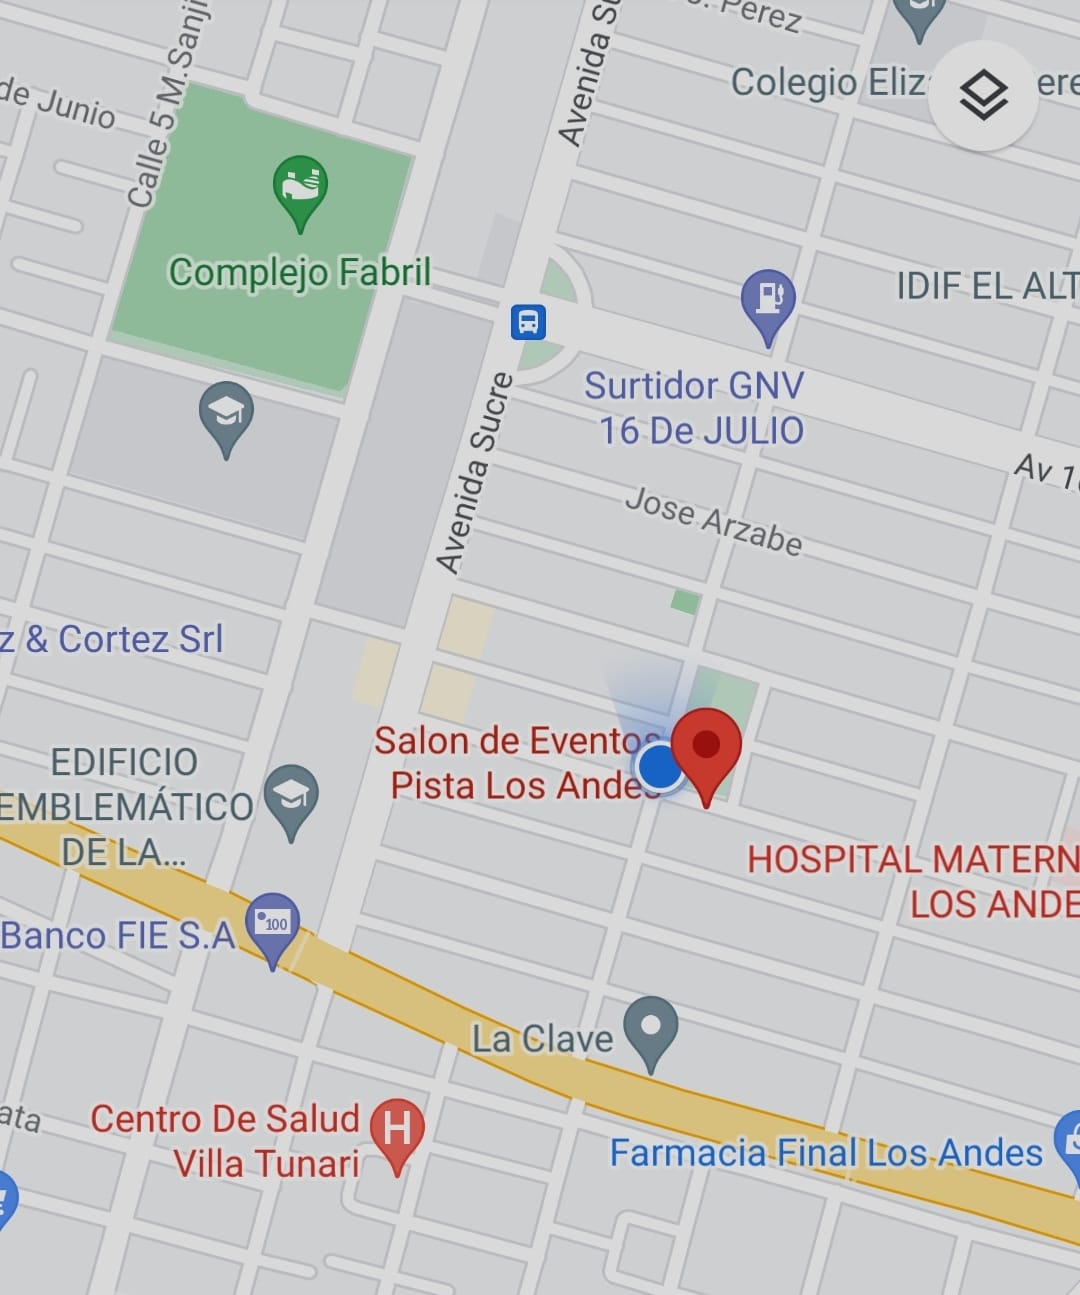 Perez
Calle 5 M.Sanji
Avenida Su
Colegio Eliz
ere
de Junio
Complejo Fabril
IDIF EL ALT
Surtidor GNV
16 De JULIO
Avenida Sucre
Av 16
Jose Arzabe
z & Cortez Srl
Salon de Eventos
Pista Los Andes
EDIFICIO
EMBLEMÁTICO
DE LA...
HOSPITAL MATERN
LOS ANDE
100
Banco FIE S.A
La Clave
ata
Centro De Salud
Villa Tunari
H
Farmacia Final Los Andes